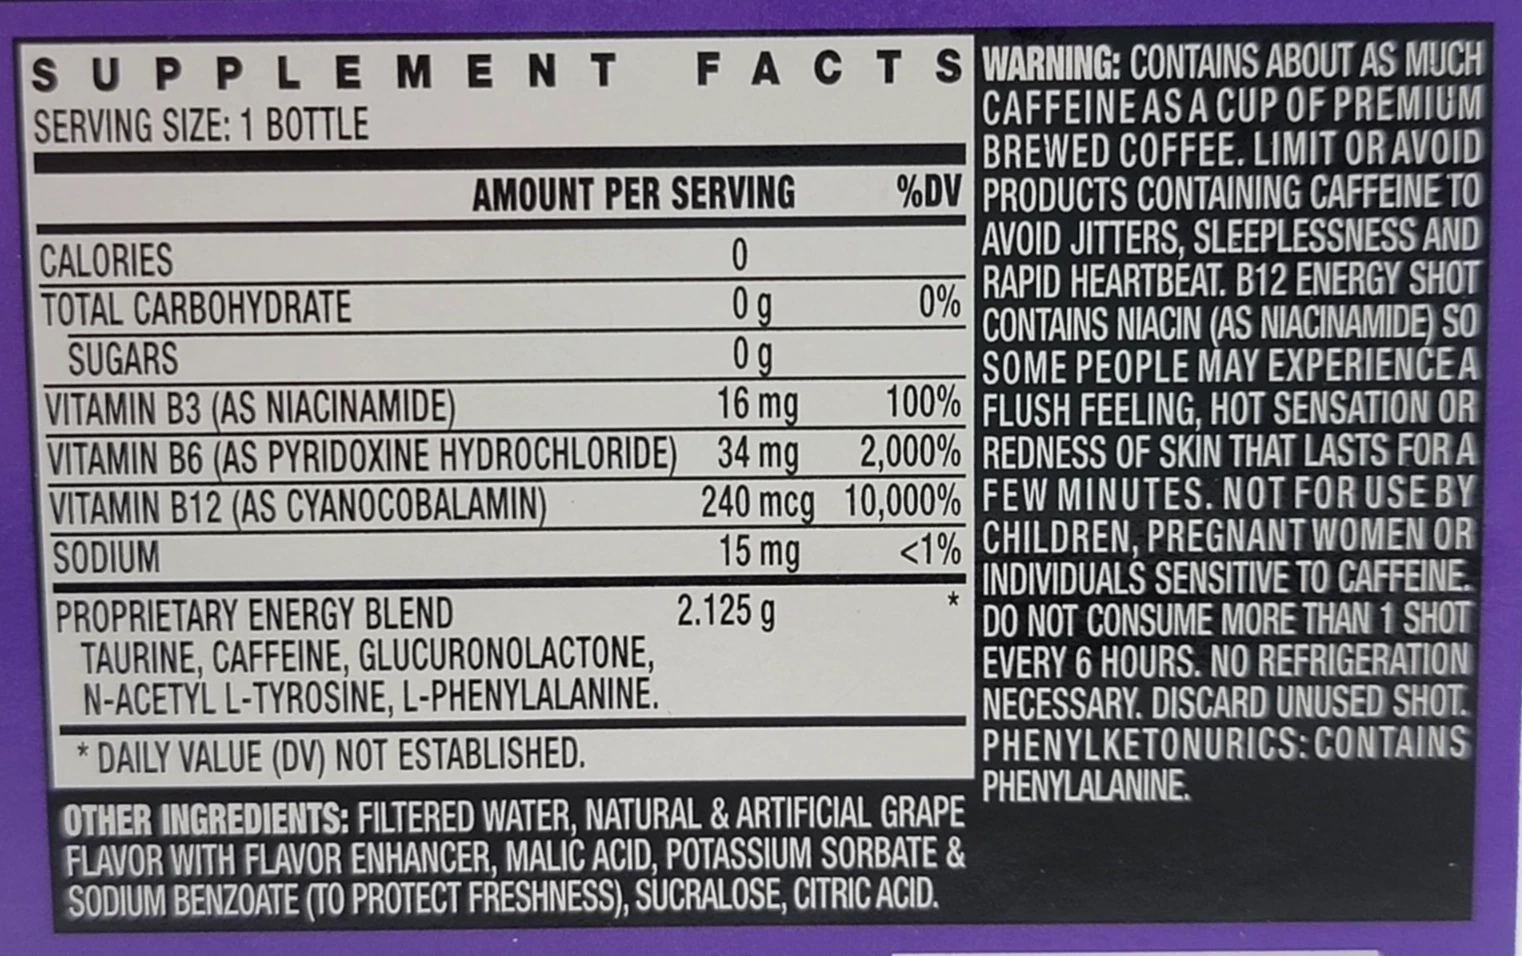 SUPPLEMENT FACTS
SERVING SIZE: 1 BOTTLE
AMOUNT PER SERVING %DV
CALORIES 0
TOTAL CARBOHYDRATE 0 g 0%
SUGARS 0 g
VITAMIN B3 (AS NIACINAMIDE) 16 mg 100%
VITAMIN B6 (AS PYRIDOXINE HYDROCHLORIDE) 34 mg 2,000%
VITAMIN B12 (AS CYANOCOBALAMIN) 240 mcg 10,000%
SODIUM 15 mg <1%
PROPRIETARY ENERGY BLEND 2.125 g *
TAURINE, CAFFEINE, GLUCURONOLACTONE,
N-ACETYL L-TYROSINE, L-PHENYLALANINE.
* DAILY VALUE (DV) NOT ESTABLISHED.
OTHER INGREDIENTS: FILTERED WATER, NATURAL & ARTIFICIAL GRAPE
FLAVOR WITH FLAVOR ENHANCER, MALIC ACID, POTASSIUM SORBATE &
SODIUM BENZOATE (TO PROTECT FRESHNESS), SUCRALOSE, CITRIC ACID.
WARNING: CONTAINS ABOUT AS MUCH
CAFFEINE AS A CUP OF PREMIUM
BREWED COFFEE. LIMIT OR AVOID
PRODUCTS CONTAINING CAFFEINE TO
AVOID JITTERS, SLEEPLESSNESS AND
RAPID HEARTBEAT. B12 ENERGY SHOT
CONTAINS NIACIN (AS NIACINAMIDE) SO
SOME PEOPLE MAY EXPERIENCE A
FLUSH FEELING, HOT SENSATION OR
REDNESS OF SKIN THAT LASTS FOR A
FEW MINUTES. NOT FOR USE BY
CHILDREN, PREGNANT WOMEN OR
INDIVIDUALS SENSITIVE TO CAFFEINE.
DO NOT CONSUME MORE THAN 1 SHOT
EVERY 6 HOURS. NO REFRIGERATION
NECESSARY. DISCARD UNUSED SHOT.
PHENYLKETONURICS: CONTAINS
PHENYLALANINE.